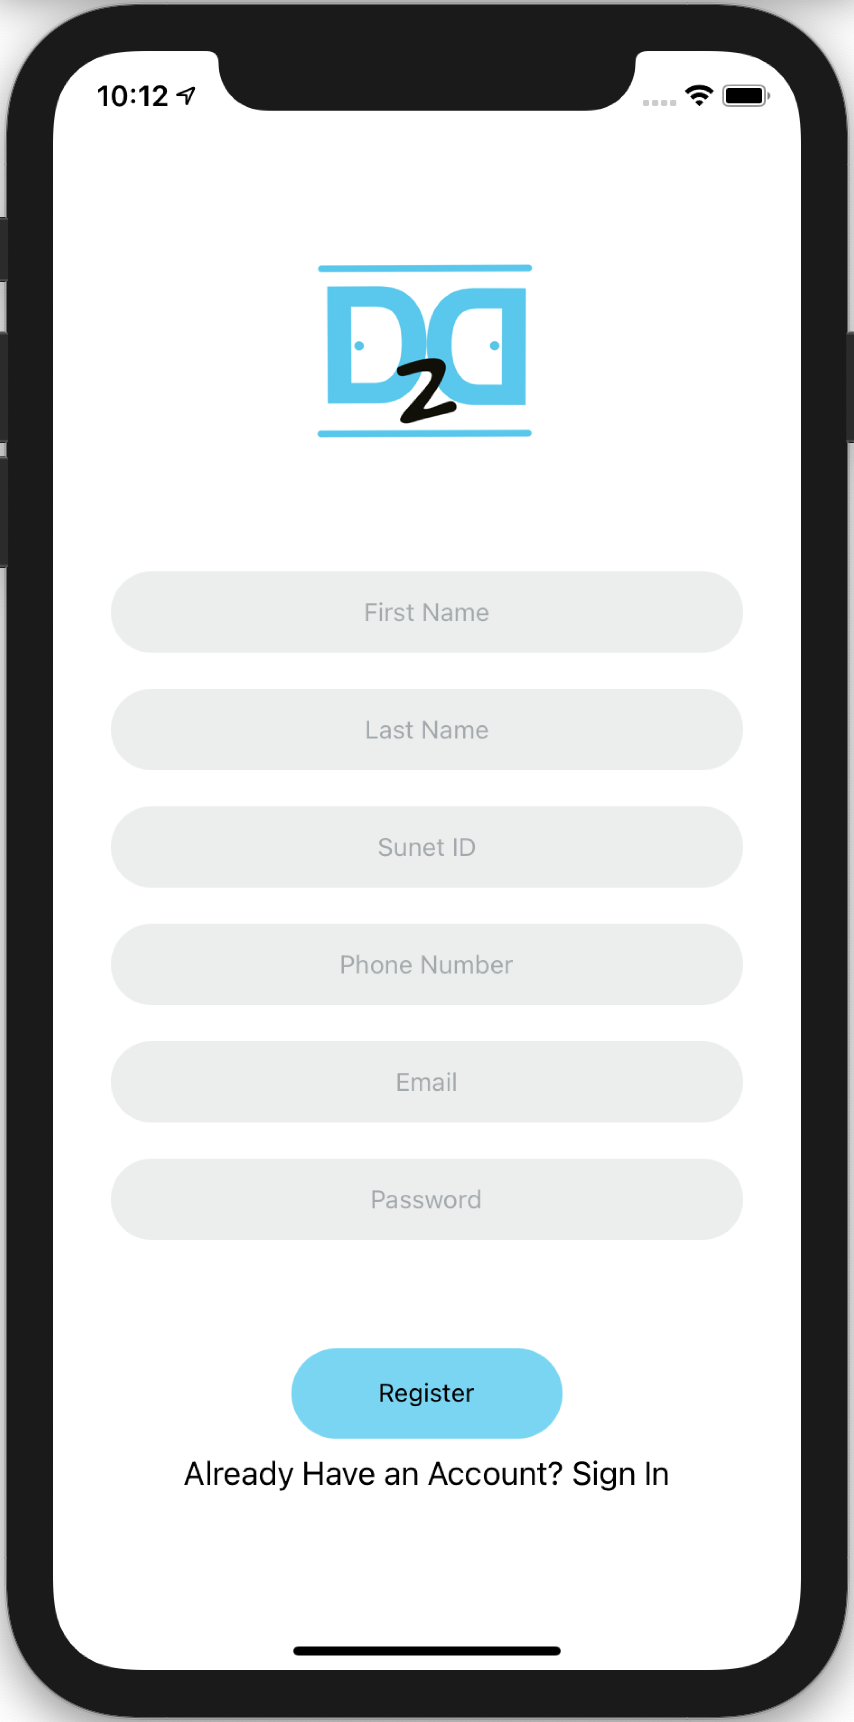 10:12
D2D
First Name
Last Name
Sunet ID
Phone Number
Email
Password
Register
Already Have an Account? Sign In